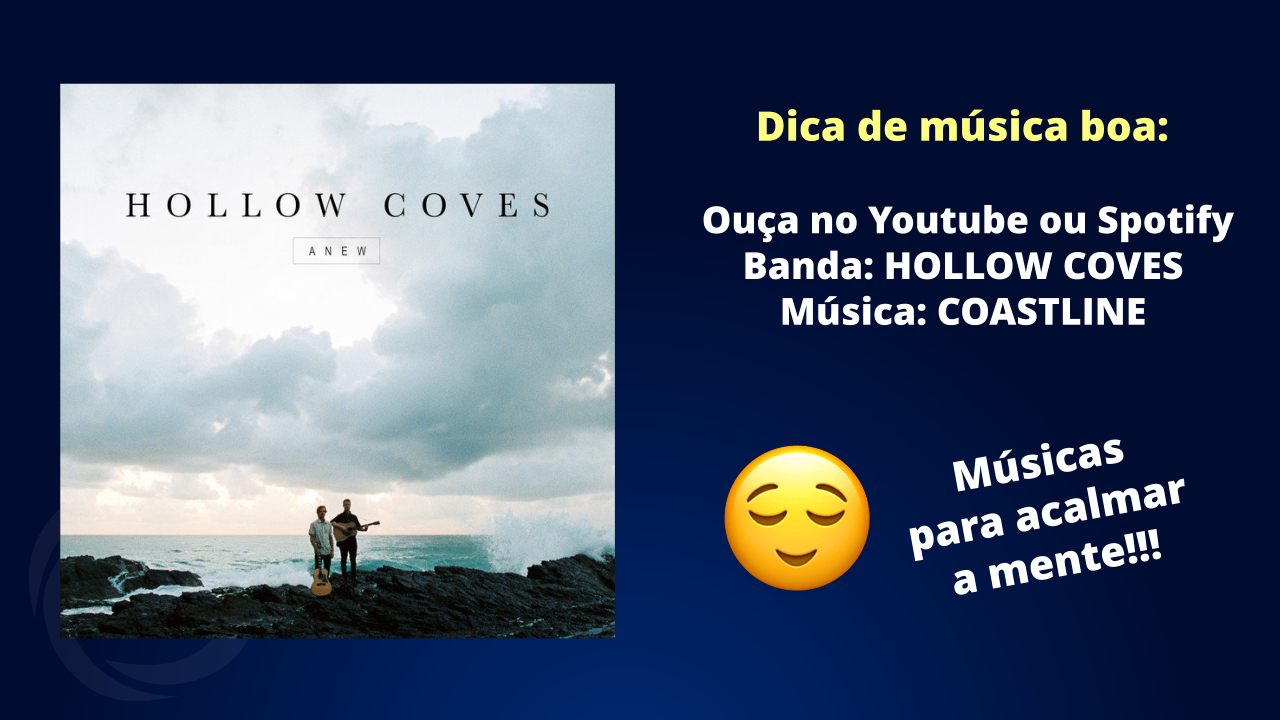 HOLLOW COVES
ANEW
Dica de música boa:
Ouça no Youtube ou Spotify
Banda: HOLLOW COVES
Música: COASTLINE
Músicas
para acalmar
a mente!!!